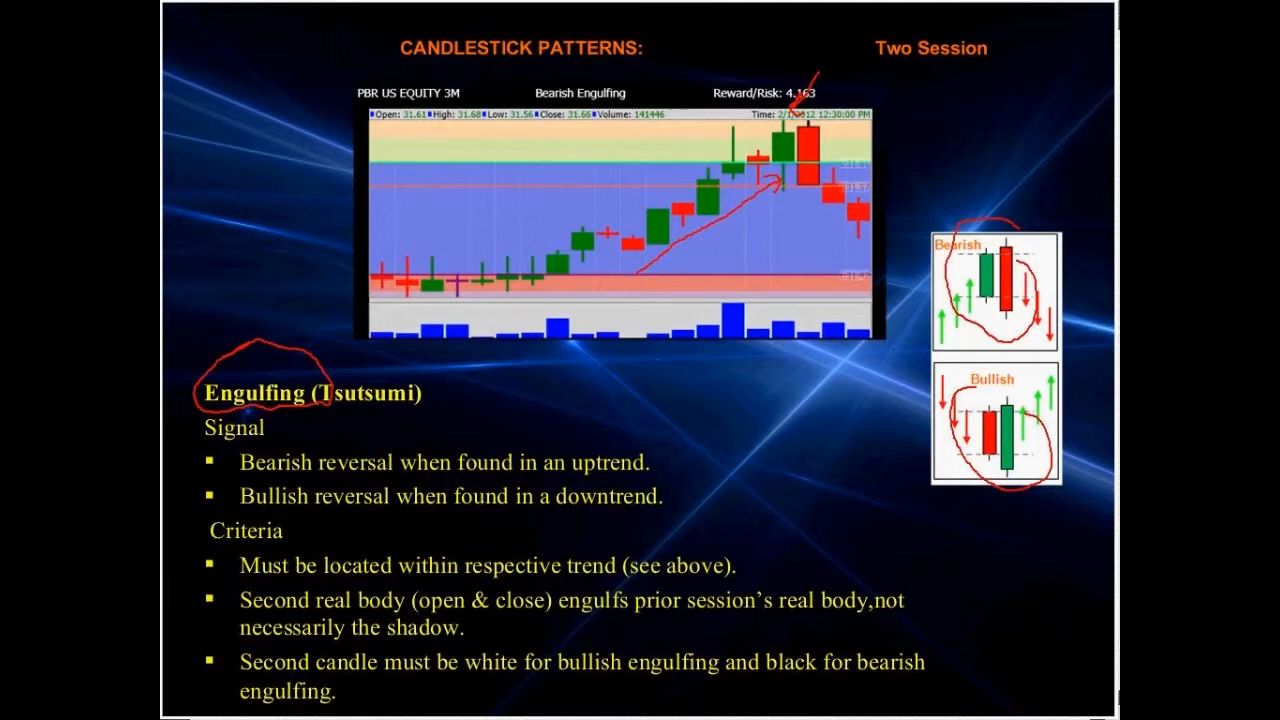 CANDLESTICK PATTERNS: Two Session
PBR US EQUITY 3M Bearish Engulfing Reward/Risk: 4.163
Open: 31.61 High: 31.68 Low: 31.56 Close: 31.66 Volume: 141446 Time: 12:30:00 PM
Bearish
Bullish
Engulfing (Tsutsumi)
Signal
▪ Bearish reversal when found in an uptrend.
▪ Bullish reversal when found in a downtrend.
Criteria
▪ Must be located within respective trend (see above).
▪ Second real body (open & close) engulfs prior session’s real body,not
necessarily the shadow.
▪ Second candle must be white for bullish engulfing and black for bearish
engulfing.